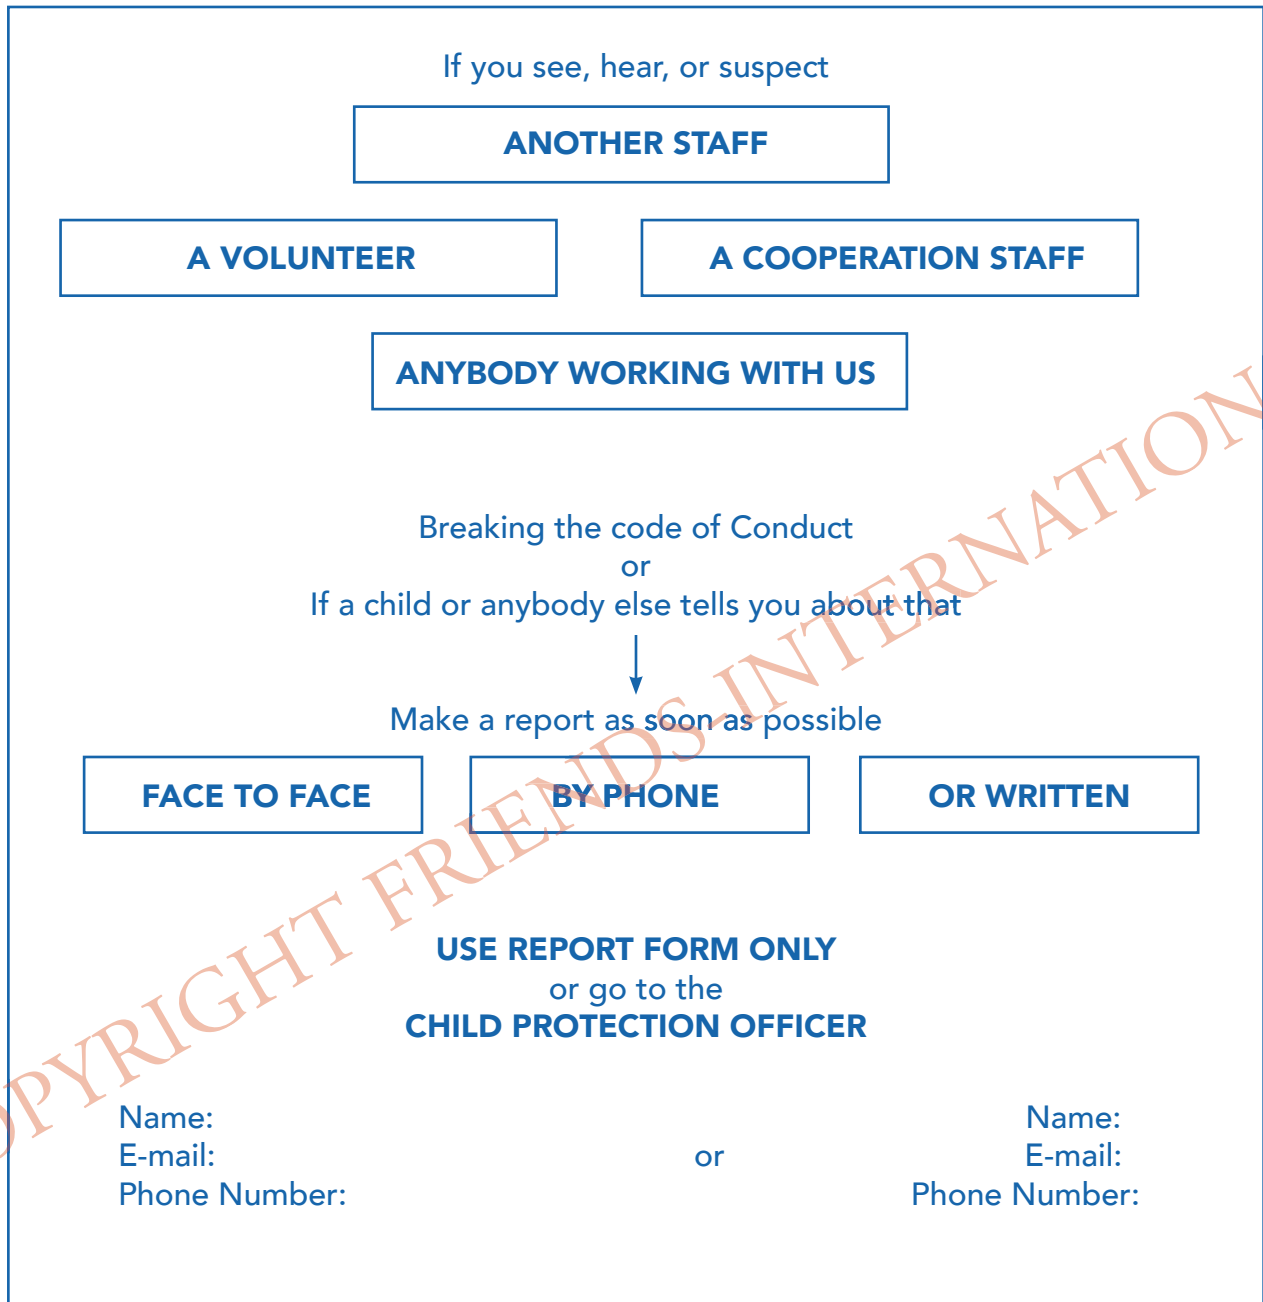 If you see, hear, or suspect
ANOTHER STAFF
A VOLUNTEER
A COOPERATION STAFF
ANYBODY WORKING WITH US
Breaking the code of Conduct
or
If a child or anybody else tells you about that
Make a report as soon as possible
FACE TO FACE
BY PHONE
OR WRITTEN
USE REPORT FORM ONLY
or go to the
CHILD PROTECTION OFFICER
Name:
E-mail:
Phone Number:
or
Name:
E-mail:
Phone Number:
OPYRIGHT FRIENDS-INTERNATION